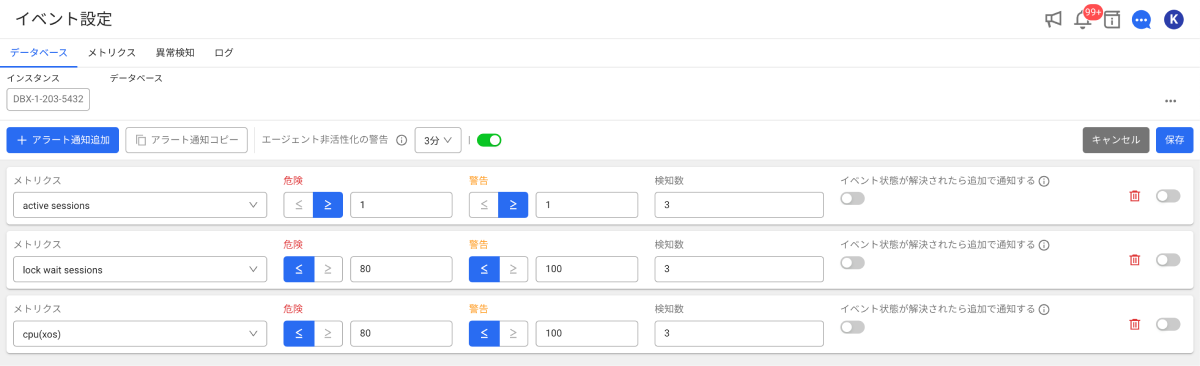 イベント設定
99+
K
データベース メトリクス 異常検知 ログ
インスタンス データベース
DBX-1-203-5432
+ アラート通知追加 アラート通知コピー エージェント非活性化の警告 3分 | キャンセル 保存
メトリクス 危険 警告 検知数 イベント状態が解決されたら追加で通知する
active sessions ≤ ≥ 1 ≤ ≥ 1 3
メトリクス 危険 警告 検知数 イベント状態が解決されたら追加で通知する
lock wait sessions ≤ ≥ 80 ≤ ≥ 100 3
メトリクス 危険 警告 検知数 イベント状態が解決されたら追加で通知する
cpu(xos) ≤ ≥ 80 ≤ ≥ 100 3